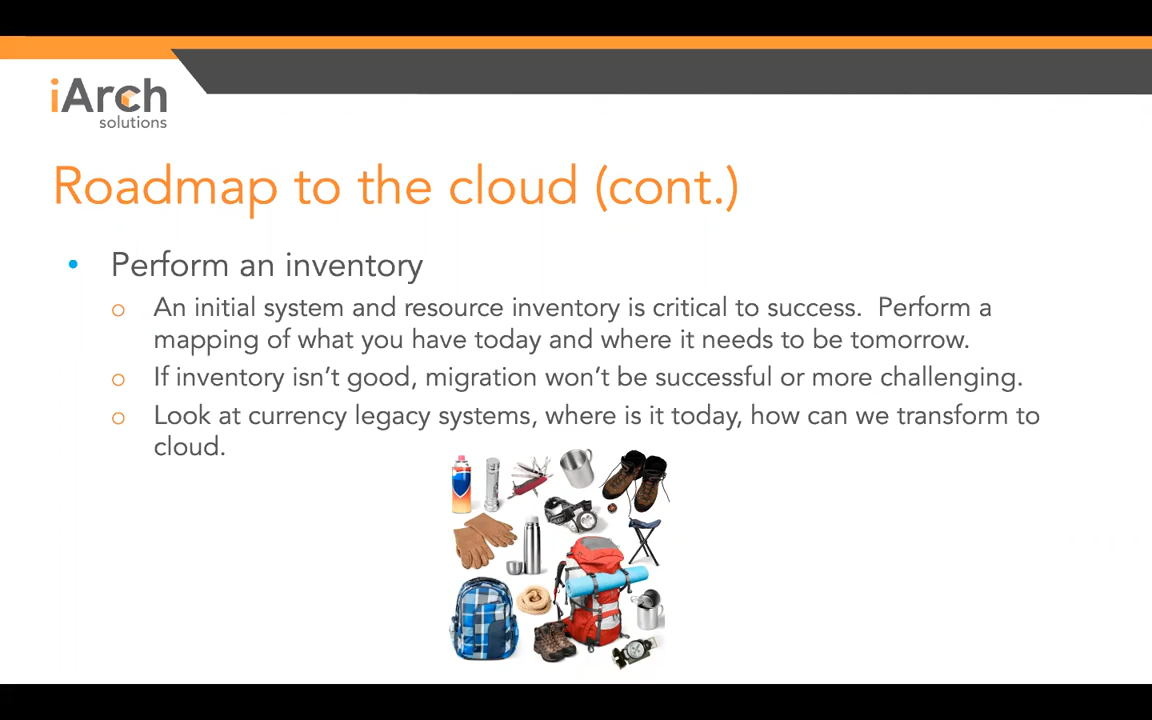 iArch
solutions
Roadmap to the cloud (cont.)
• Perform an inventory
o An initial system and resource inventory is critical to success.  Perform a
mapping of what you have today and where it needs to be tomorrow.
o If inventory isn’t good, migration won’t be successful or more challenging.
o Look at currency legacy systems, where is it today, how can we transform to
cloud.